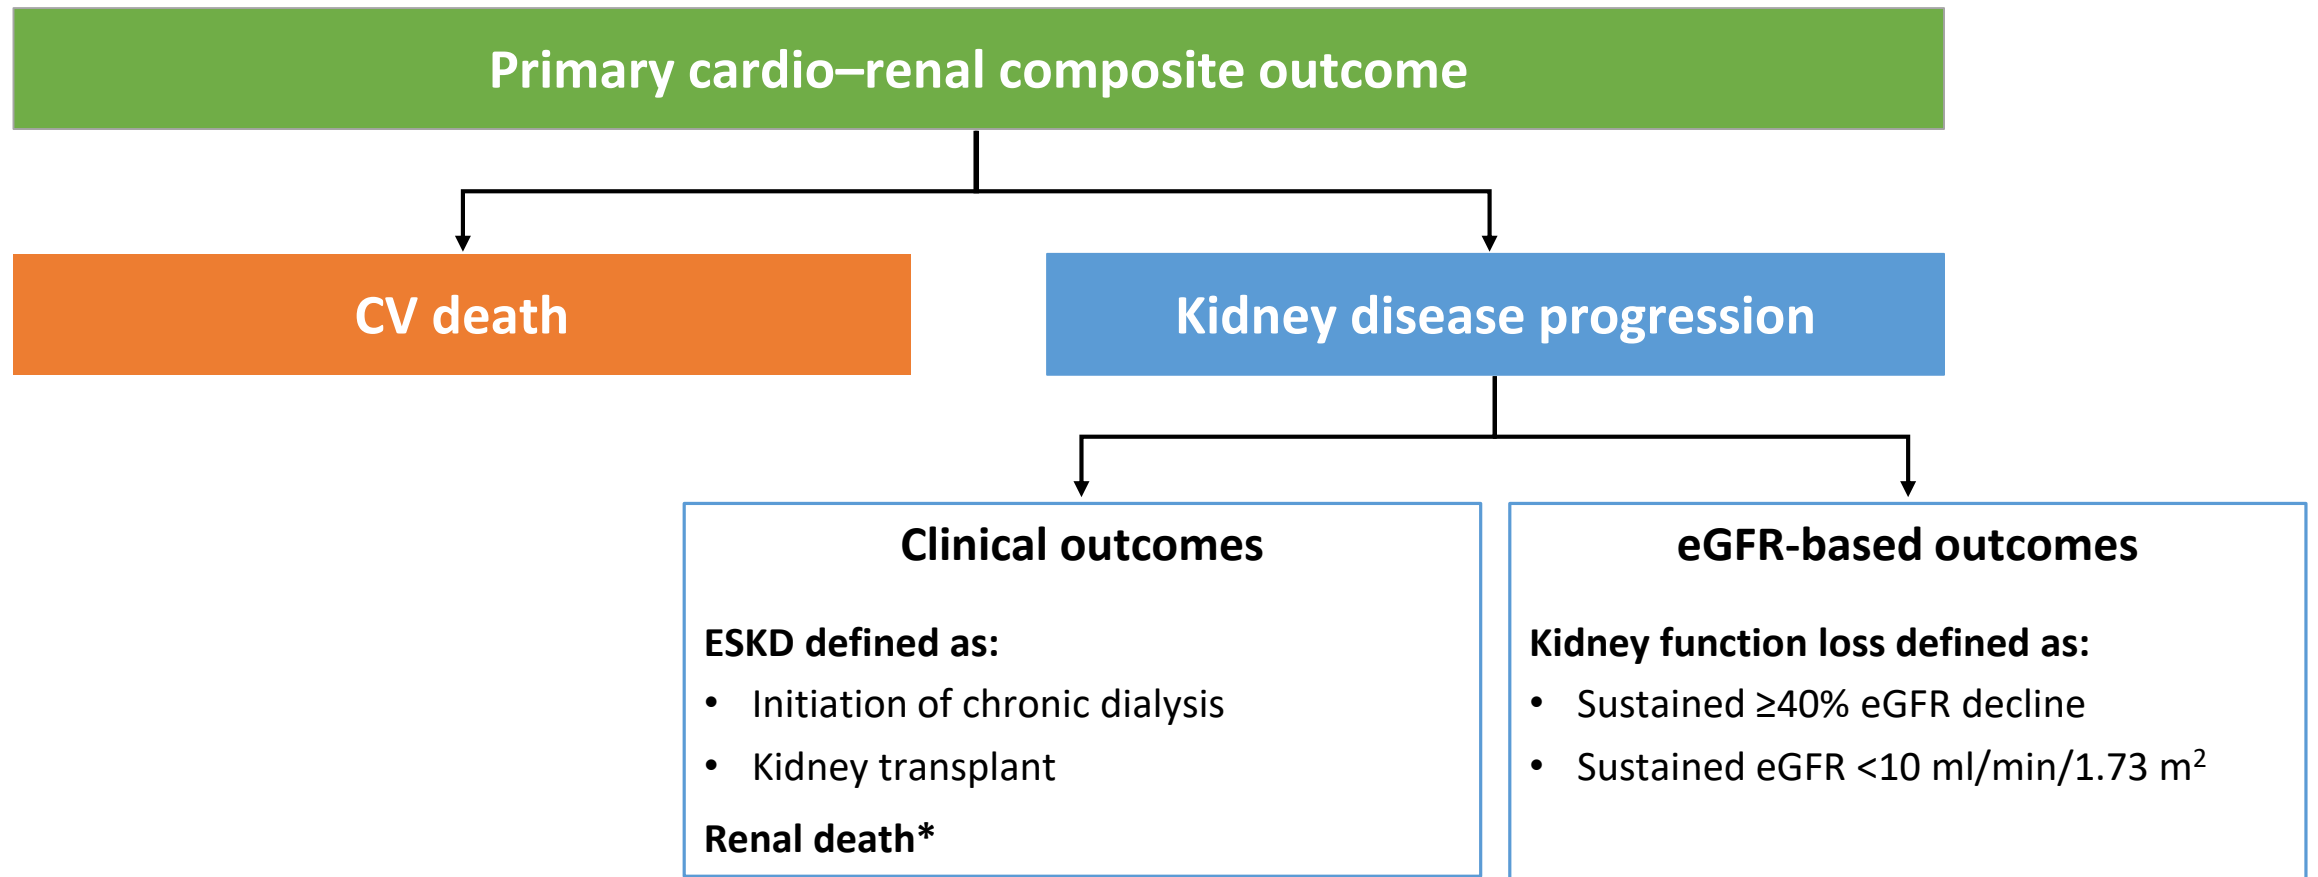 Primary cardio–renal composite outcome
CV death
Kidney disease progression
Clinical outcomes
ESKD defined as:
• Initiation of chronic dialysis
• Kidney transplant
Renal death*
eGFR-based outcomes
Kidney function loss defined as:
• Sustained ≥40% eGFR decline
• Sustained eGFR <10 ml/min/1.73 m²